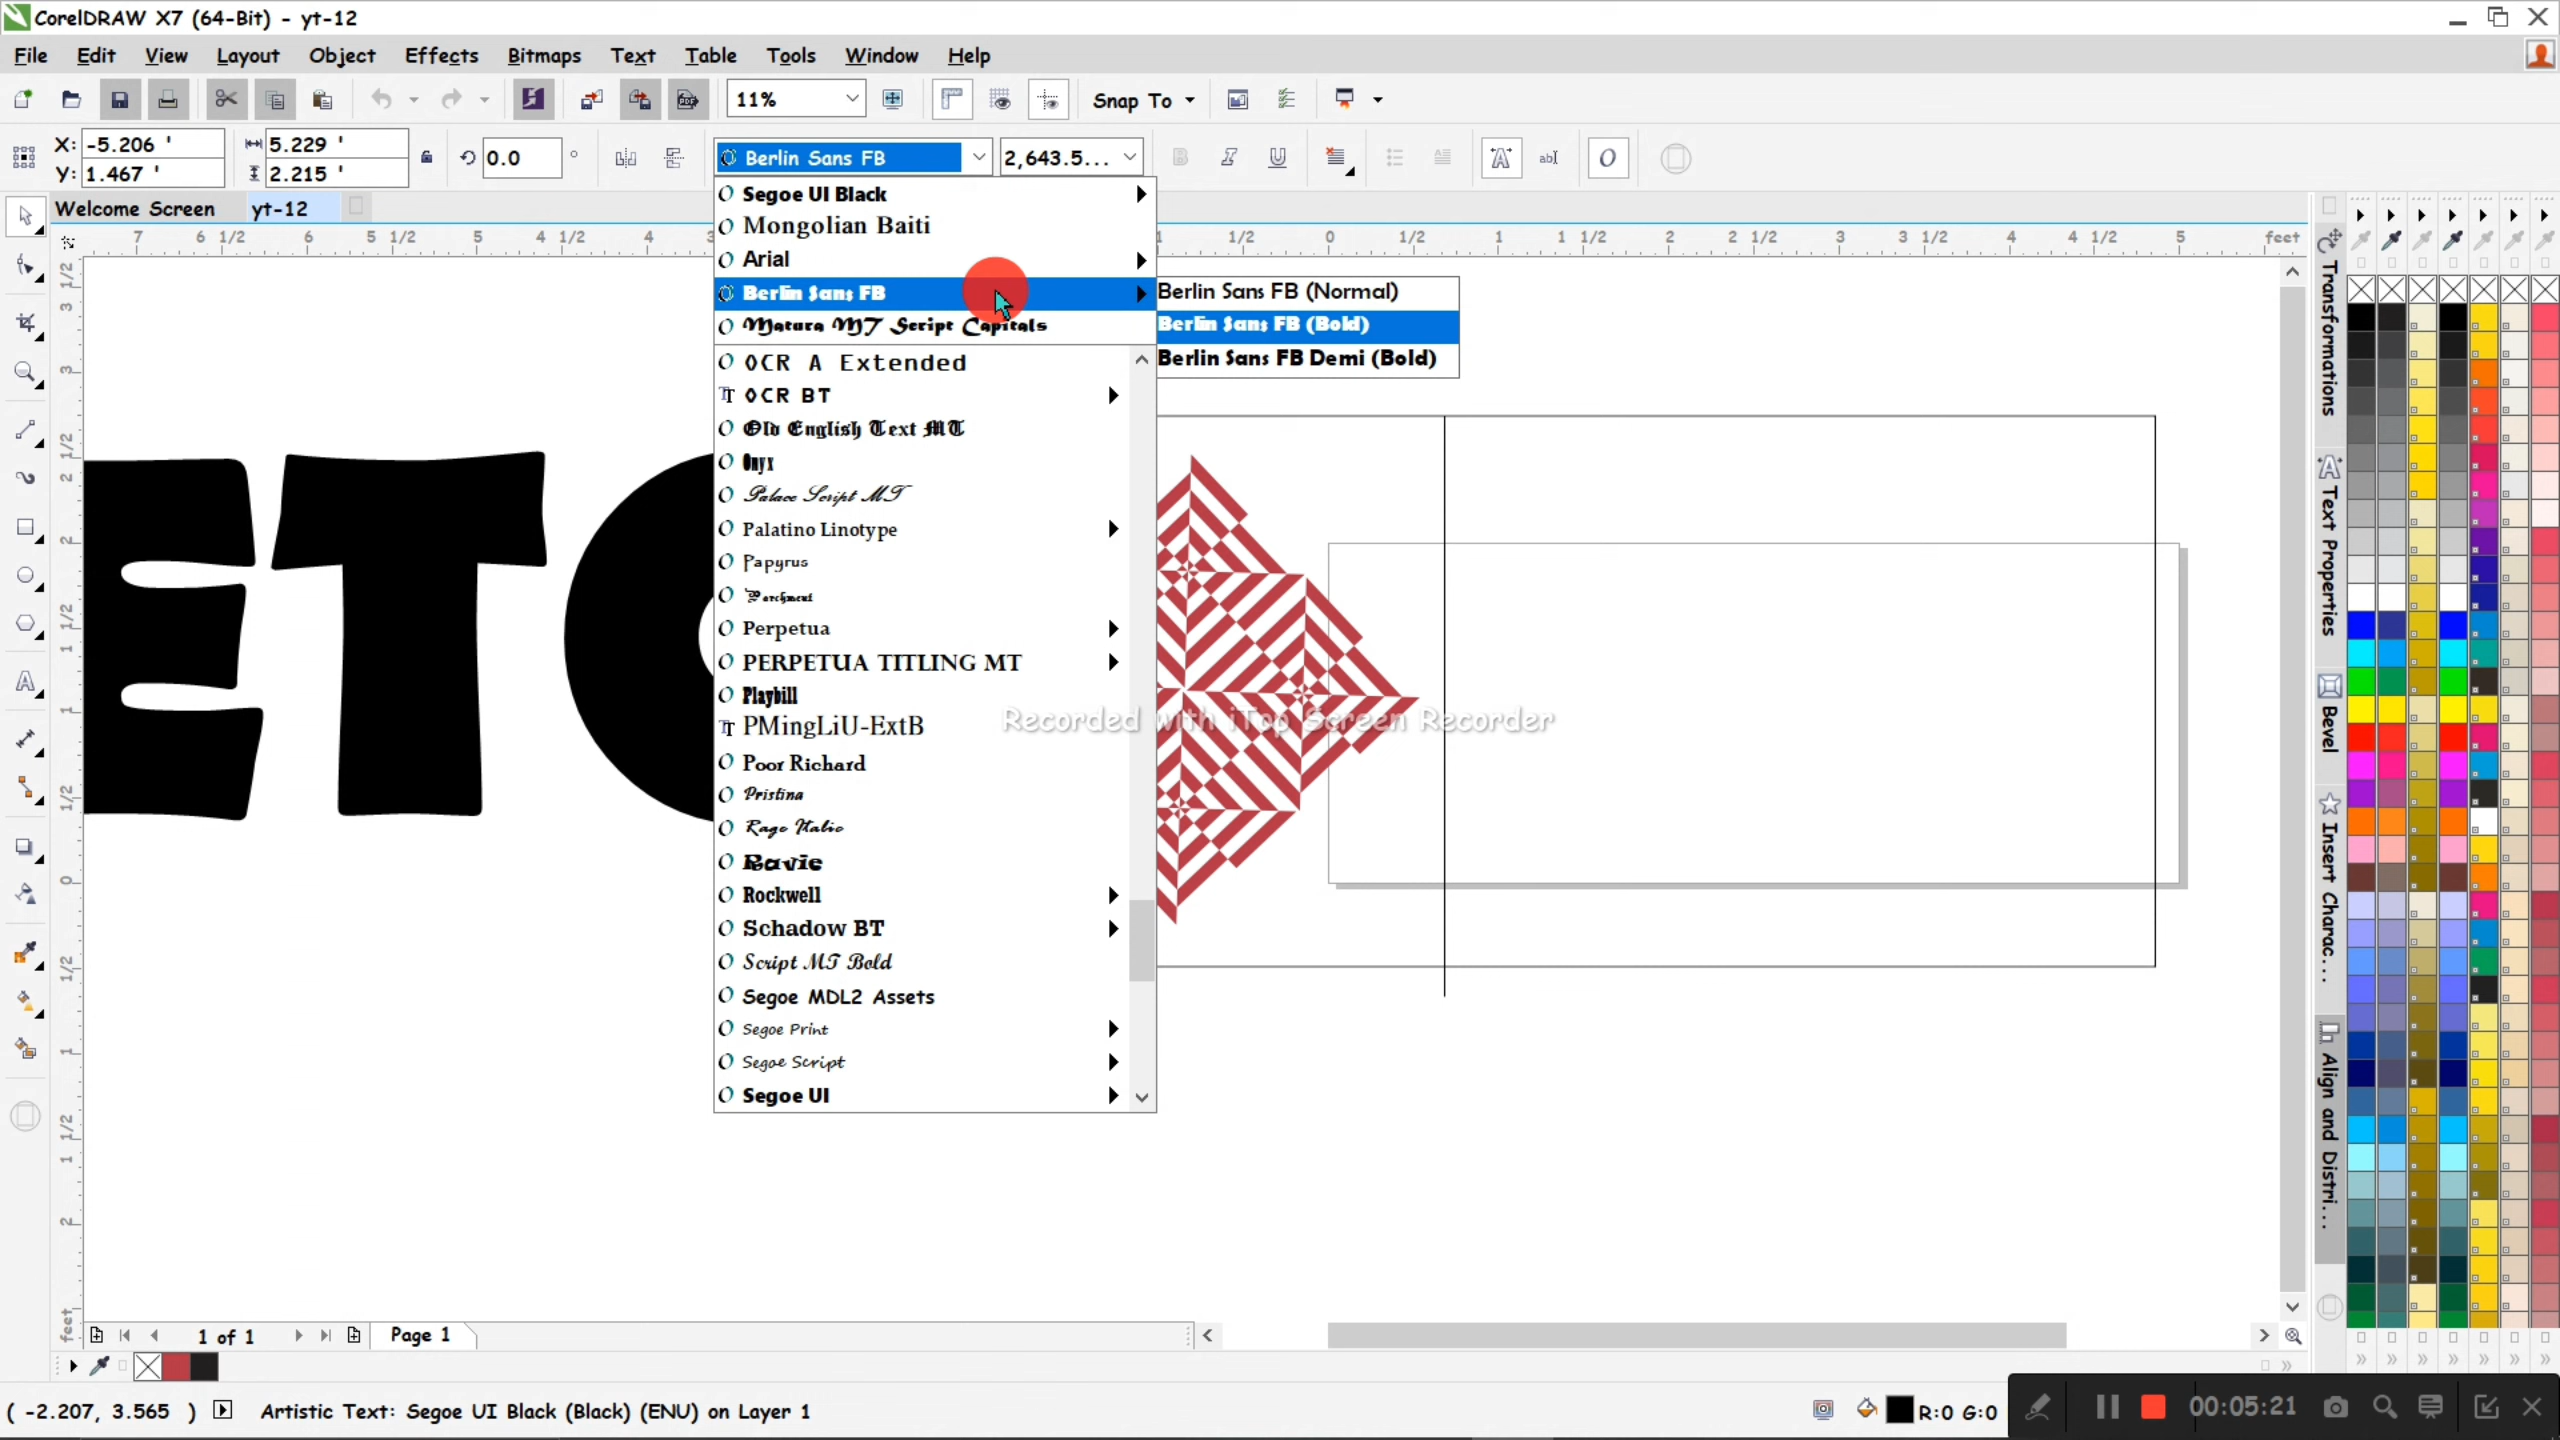 CorelDRAW X7 (64-Bit) - yt-12
File Edit View Layout Object Effects Bitmaps Text Table Tools Window Help
11% Snap To
X: -5.206 ' 5.229 ' 0.0 ° Berlin Sans FB 2,643.5...
Y: 1.467 ' 2.215 '
Welcome Screen yt-12
7 6 1/2 6 5 1/2 5 4 1/2 4 3 1 1/2 0 1/2 1 1 1/2 2 2 1/2 3 3 1/2 4 4 1/2 5 feet
Segoe UI Black
Mongolian Baiti
Arial
Berlin Sans FB
Matura MT Script Capitals
Berlin Sans FB (Normal)
Berlin Sans FB (Bold)
Berlin Sans FB Demi (Bold)
OCR A Extended
OCR BT
Old English Text MT
Onyx
Palace Script MT
Palatino Linotype
Papyrus
Parchment
Perpetua
PERPETUA TITLING MT
Playbill
PMingLiU-ExtB
Poor Richard
Pristina
Rage Italic
Ravie
Rockwell
Schadow BT
Script MT Bold
Segoe MDL2 Assets
Segoe Print
Segoe Script
Segoe UI
ET
Recorded with iTop Screen Recorder
Transformations
Text Properties
Bevel
Insert Charac...
Align and Distri...
1/2 3 3 1/2 2 2 1/2 1 1 1/2 0 1/2 1 1/2 1 2 feet
1 of 1 Page 1
( -2.207, 3.565 ) Artistic Text: Segoe UI Black (Black) (ENU) on Layer 1 R:0 G:0 00:05:21